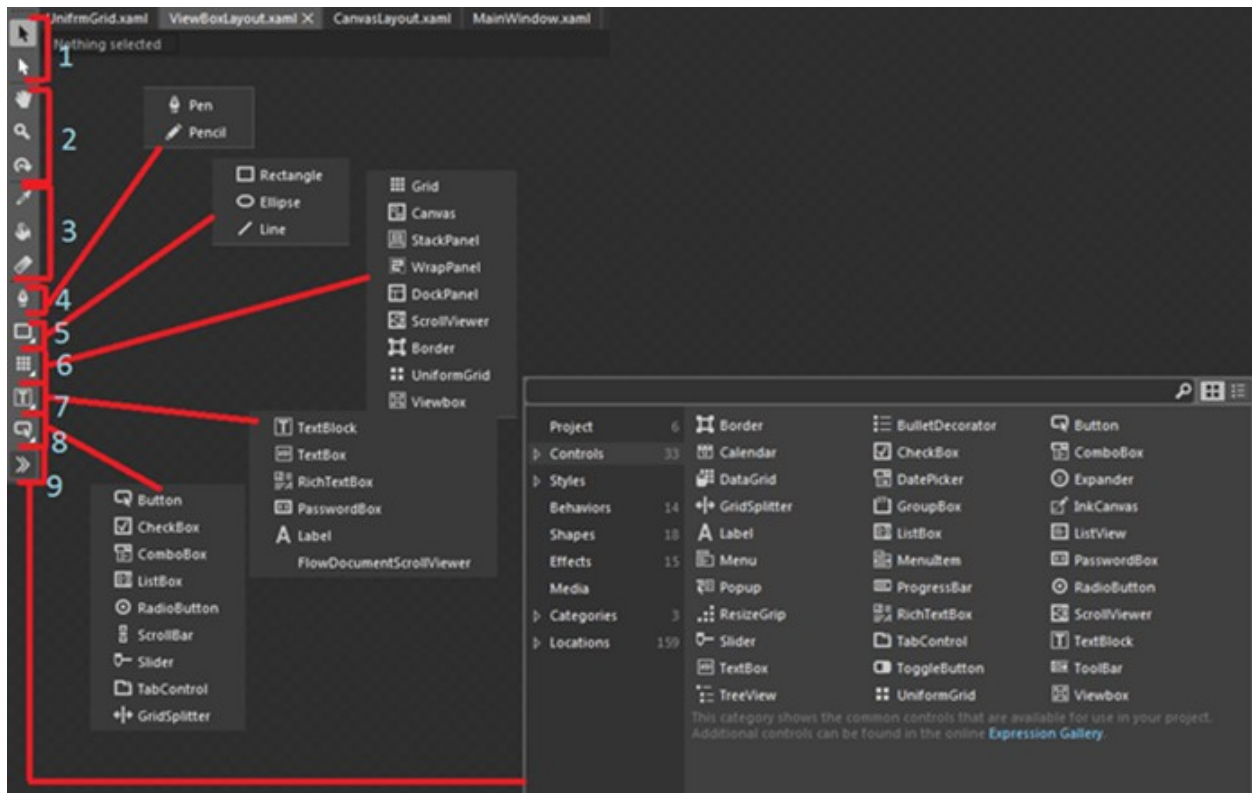 UnifrmGrid.xaml ViewBoxLayout.xaml CanvasLayout.xaml MainWindow.xaml
Nothing selected
1
2
3
4
5
6
7
8
9
Pen
Pencil
Rectangle
Ellipse
Line
Grid
Canvas
StackPanel
WrapPanel
DockPanel
ScrollViewer
Border
UniformGrid
Viewbox
TextBlock
TextBox
RichTextBox
PasswordBox
Label
FlowDocumentScrollViewer
Button
CheckBox
ComboBox
ListBox
RadioButton
ScrollBar
Slider
TabControl
GridSplitter
Project 6
Controls 33
Styles
Behaviors 14
Shapes 18
Effects 15
Media
Categories 3
Locations 159
Border BulletDecorator Button
Calendar CheckBox ComboBox
DataGrid DatePicker Expander
GridSplitter GroupBox InkCanvas
Label ListBox ListView
Menu MenuItem PasswordBox
Popup ProgressBar RadioButton
ResizeGrip RichTextBox ScrollViewer
Slider TabControl TextBlock
TextBox ToggleButton ToolBar
TreeView UniformGrid Viewbox
This category shows the common controls that are available for use in your project.
Additional controls can be found in the online Expression Gallery.